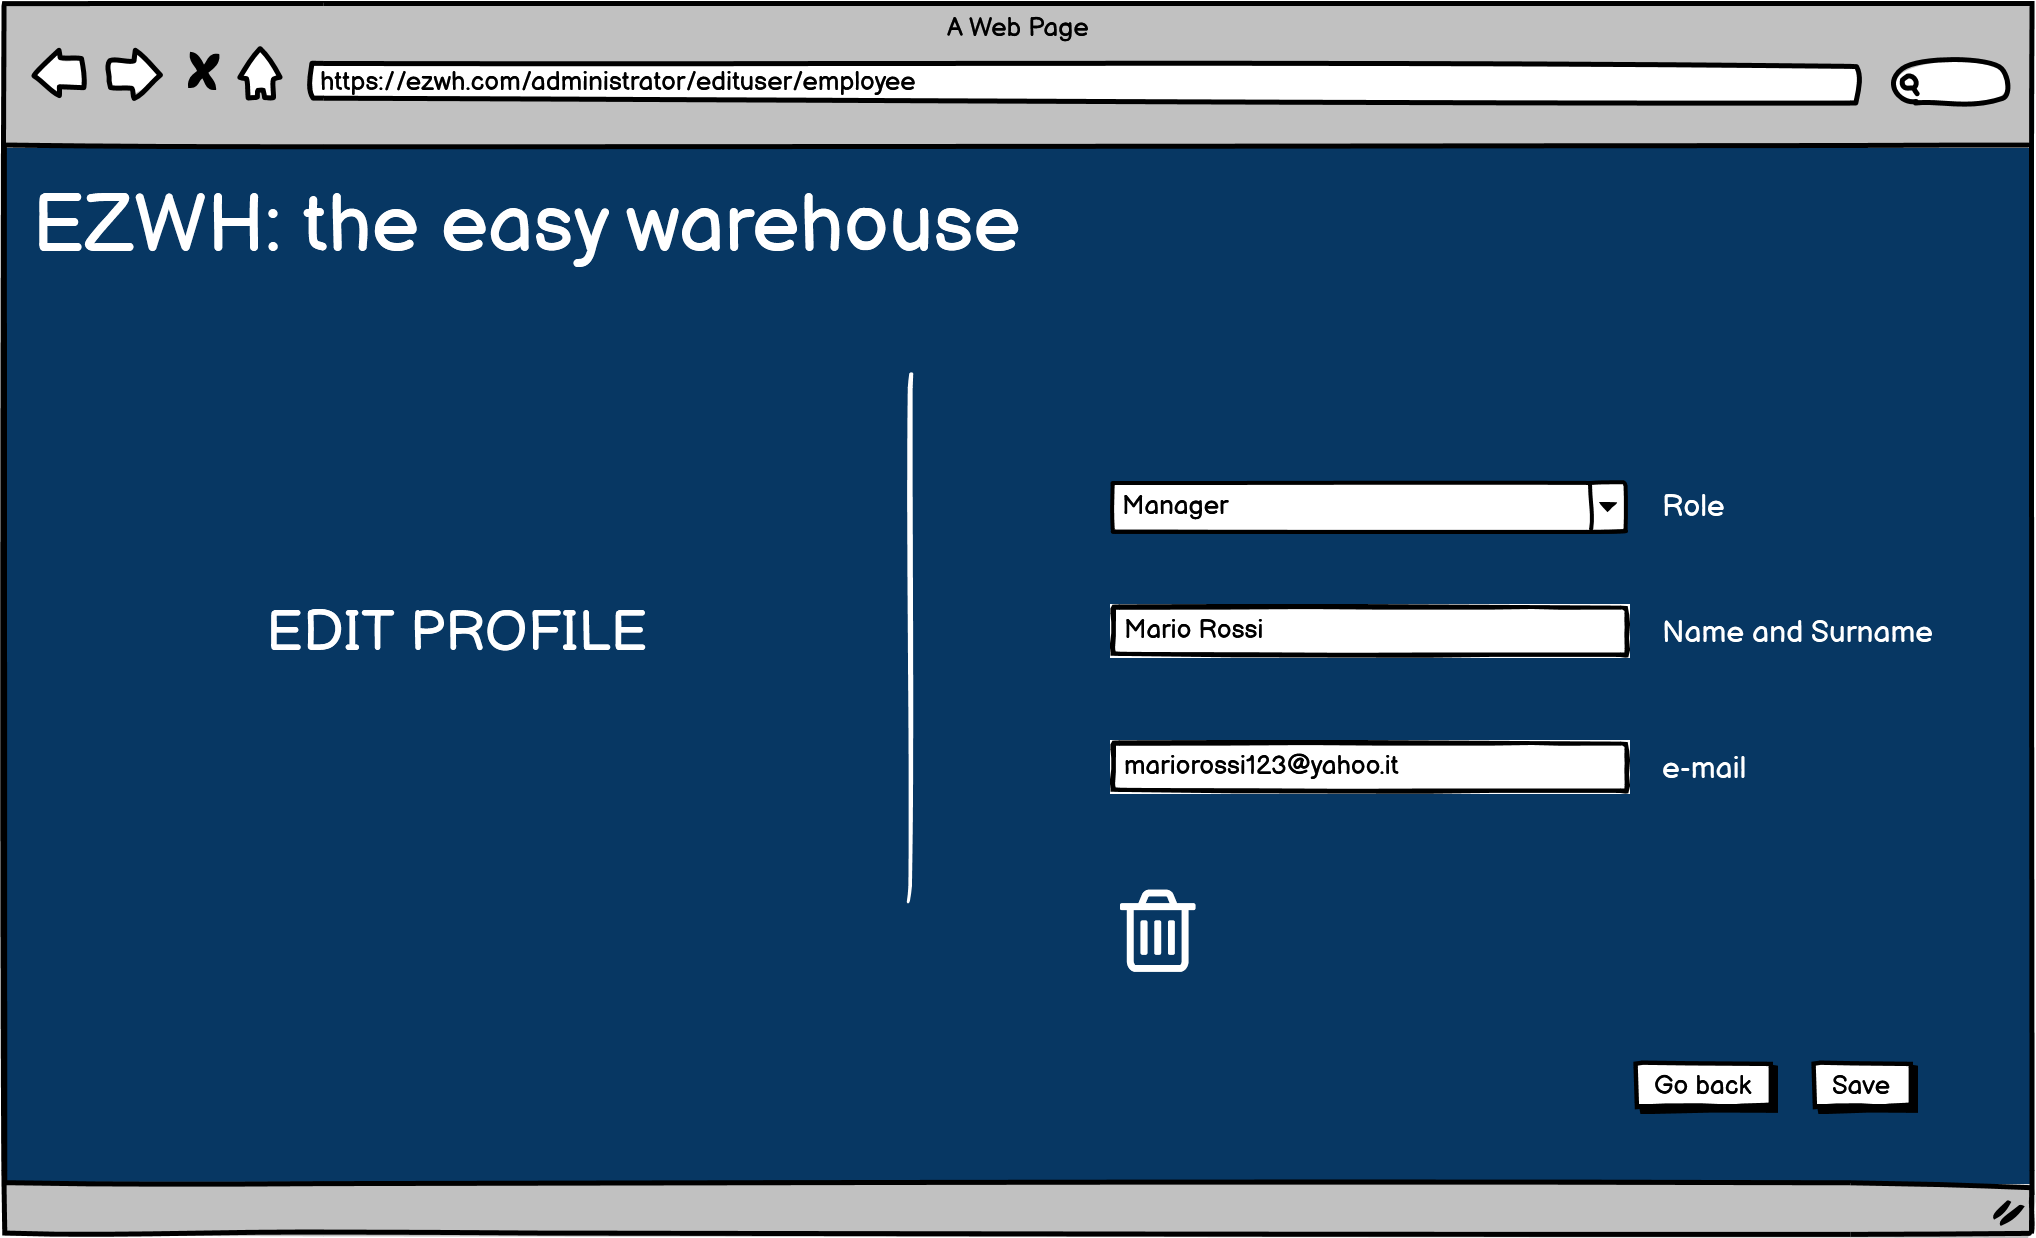 A Web Page
https://ezwh.com/administrator/edituser/employee
EZWH: the easy warehouse
EDIT PROFILE
Manager
Role
Mario Rossi
Name and Surname
mariorossi123@yahoo.it
e-mail
Go back
Save